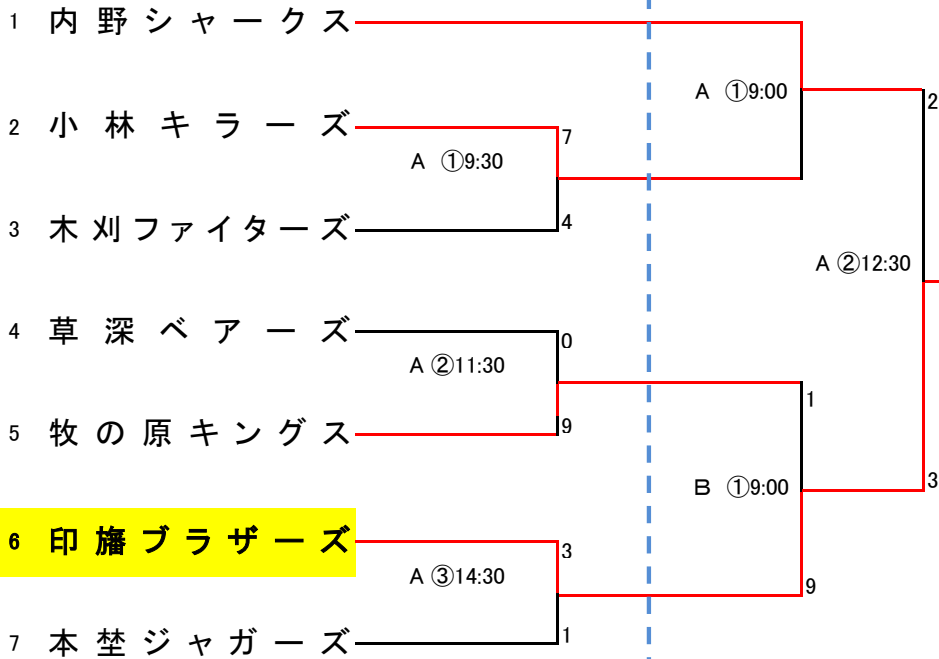 1 内野シャークス
A ①9:00
2
2 小林キラーズ
7
A ①9:30
3 木刈ファイターズ
4
A ②12:30
4 草深ベアーズ
0
A ②11:30
1
5 牧の原キングス
9
3
B ①9:00
6 印旛ブラザーズ
3
A ③14:30
9
7 本埜ジャガーズ
1